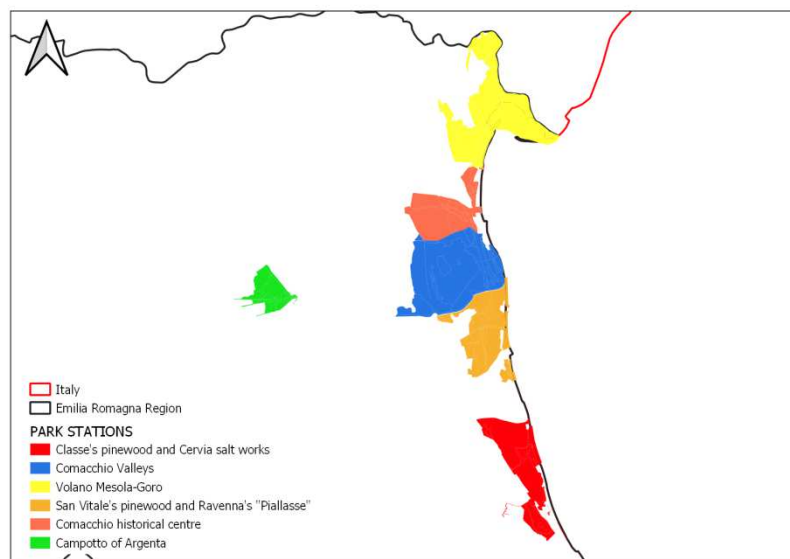 Italy
Emilia Romagna Region
PARK STATIONS
Classe's pinewood and Cervia salt works
Comacchio Valleys
Volano Mesola-Goro
San Vitale's pinewood and Ravenna's "Piallasse"
Comacchio historical centre
Campotto of Argenta